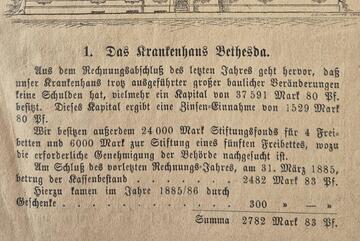 1. Das Krankenhaus Bethesda.
Aus dem Rechnungsabschluß des letzten Jahres geht hervor, daß
unser Krankenhaus trotz ausgeführter großer baulicher Veränderungen
keine Schulden hat, vielmehr ein Kapital von 37 591 Mark 80 Pf.
besitzt. Dieses Kapital ergibt eine Zinsen-Einnahme von 1529 Mark
80 Pf.
Wir besitzen außerdem 24 000 Mark Stiftungsfonds für 4 Frei-
betten und 6000 Mark zur Stiftung eines fünften Freibettes, wozu
die erforderliche Genehmigung der Behörde nachgesucht ist.
Am Schluß des vorletzten Rechnungs-Jahres, am 31. März 1885,
betrug der Kassenbestand . . . . . 2482 Mark 83 Pf.
Hierzu kamen im Jahre 1885/86 durch
Geschenke . . . . . . . . . . 300 „ — „
Summa 2782 Mark 83 Pf.